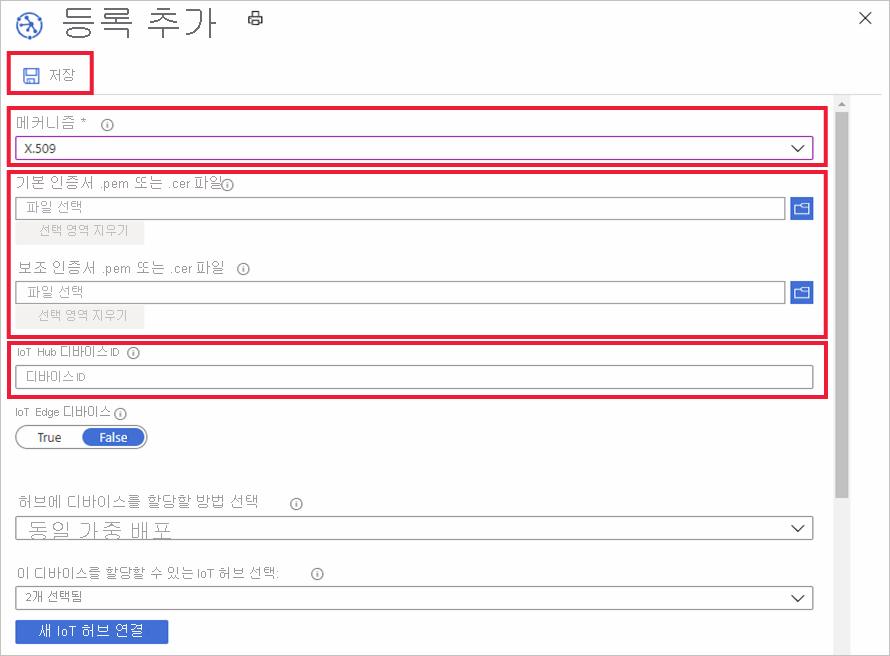 등록 추가
저장
메커니즘 *
X.509
기본 인증서 .pem 또는 .cer 파일
파일 선택
선택 영역 지우기
보조 인증서 .pem 또는 .cer 파일
파일 선택
선택 영역 지우기
IoT Hub 디바이스 ID
디바이스 ID
IoT Edge 디바이스
True False
허브에 디바이스를 할당할 방법 선택
동일 가중 배포
이 디바이스를 할당할 수 있는 IoT 허브 선택:
2개 선택됨
새 IoT 허브 연결